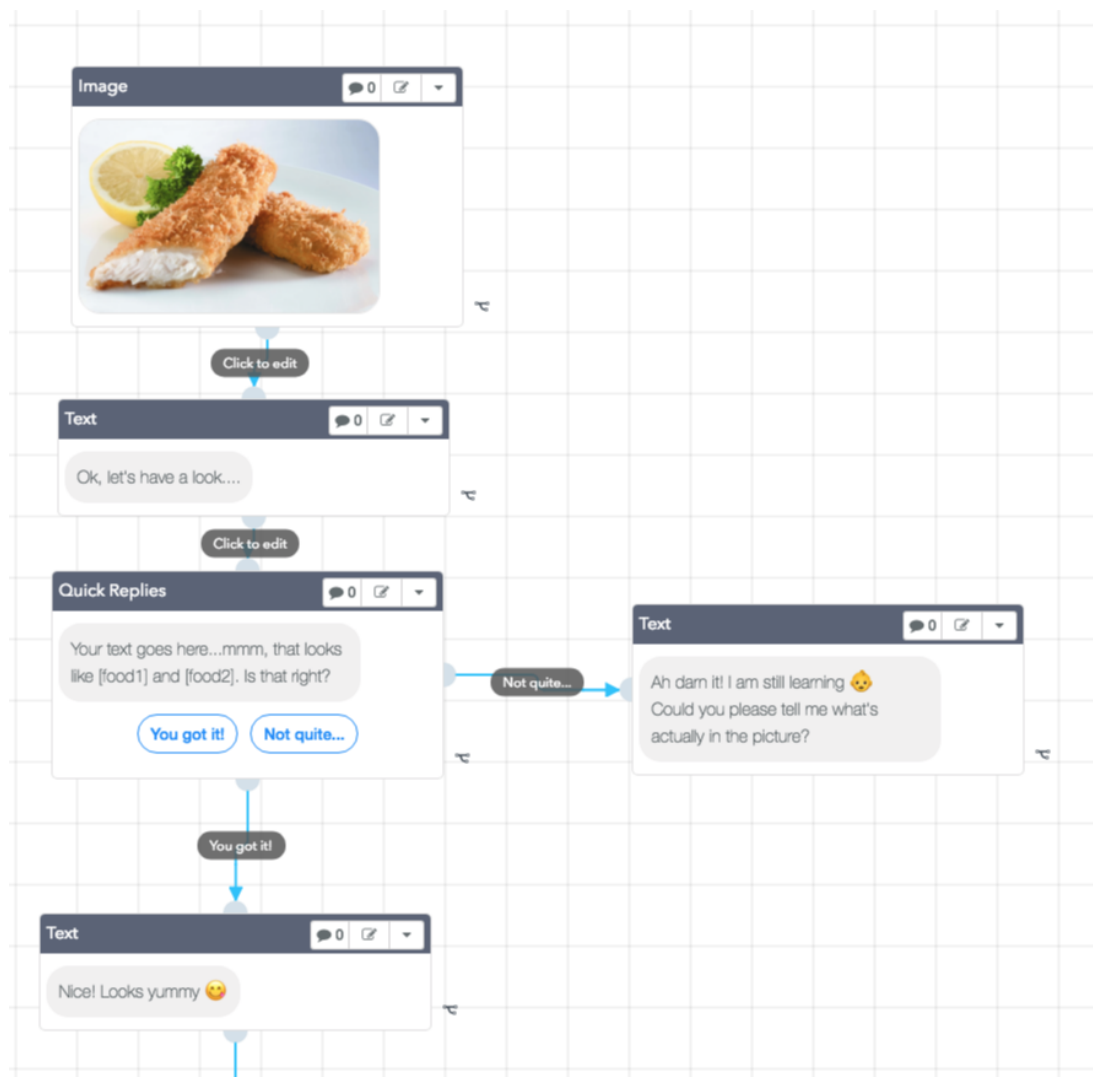 Image
0
Click to edit
Text
0
Ok, let's have a look....
Click to edit
Quick Replies
0
Your text goes here...mmm, that looks
like [food1] and [food2]. Is that right?
You got it!
Not quite...
Not quite...
Text
0
Ah darn it! I am still learning 👶
Could you please tell me what's
actually in the picture?
You got it!
Text
0
Nice! Looks yummy 😋